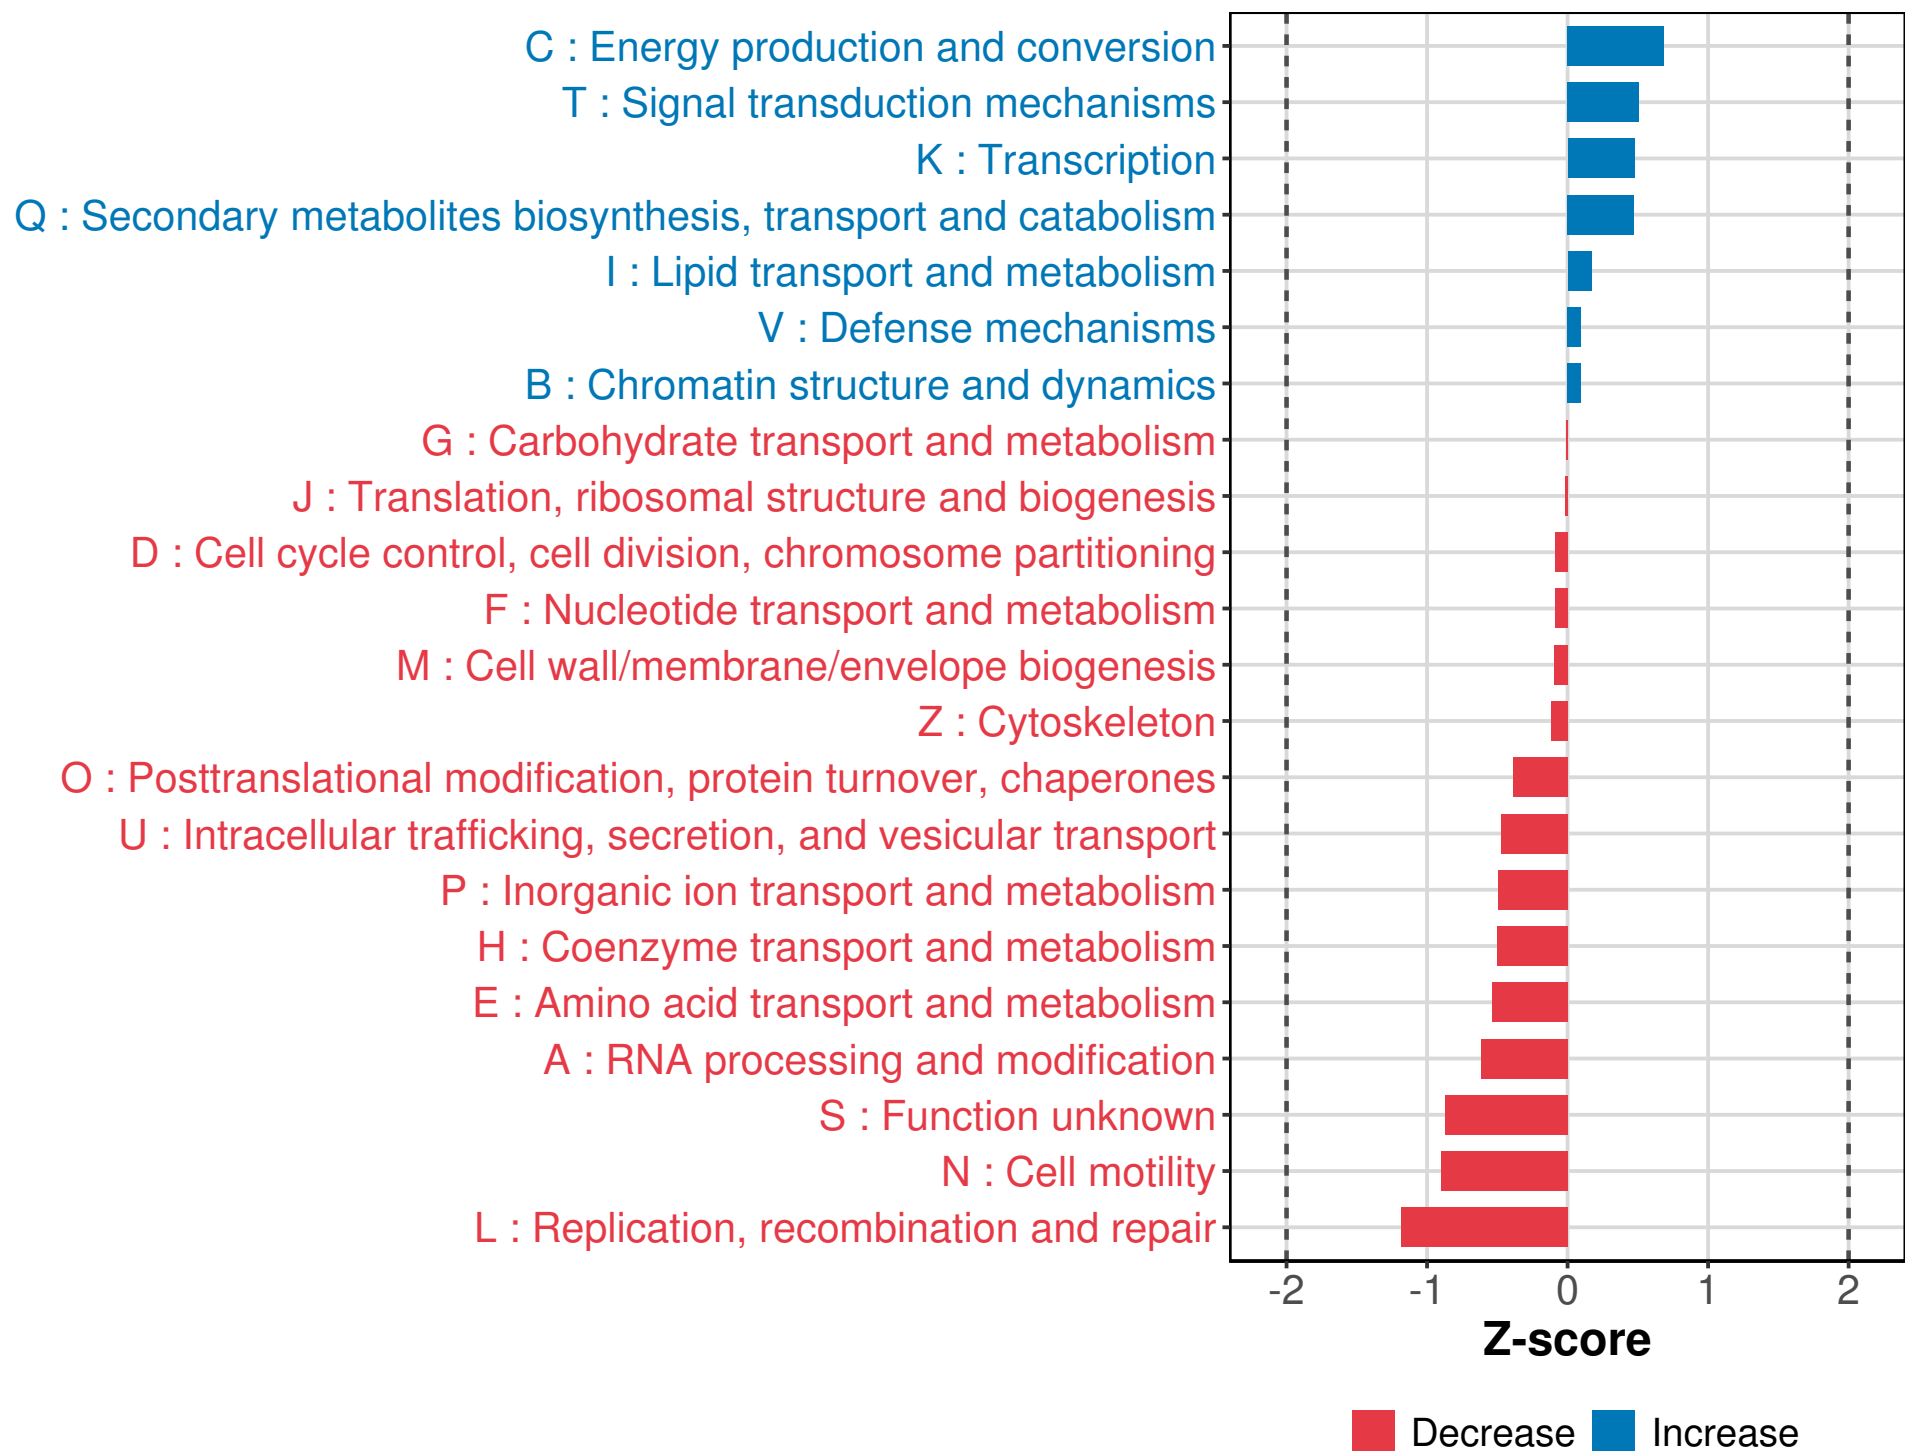 C : Energy production and conversion
T : Signal transduction mechanisms
K : Transcription
Q : Secondary metabolites biosynthesis, transport and catabolism
I : Lipid transport and metabolism
V : Defense mechanisms
B : Chromatin structure and dynamics
G : Carbohydrate transport and metabolism
J : Translation, ribosomal structure and biogenesis
D : Cell cycle control, cell division, chromosome partitioning
F : Nucleotide transport and metabolism
M : Cell wall/membrane/envelope biogenesis
Z : Cytoskeleton
O : Posttranslational modification, protein turnover, chaperones
U : Intracellular trafficking, secretion, and vesicular transport
P : Inorganic ion transport and metabolism
H : Coenzyme transport and metabolism
E : Amino acid transport and metabolism
A : RNA processing and modification
S : Function unknown
N : Cell motility
L : Replication, recombination and repair
-2 -1 0 1 2
Z-score
Decrease Increase